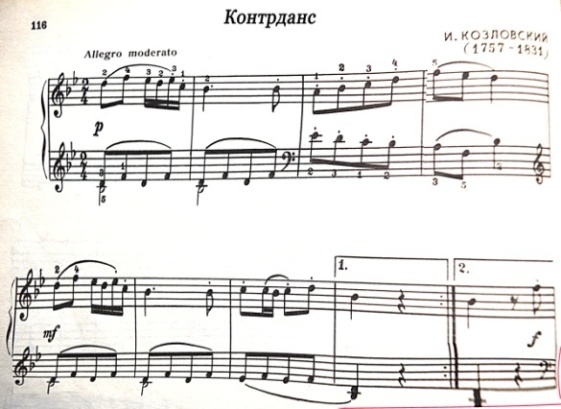 116
Контрданс
И. КОЗЛОВСКИЙ
(1757-1831)
Allegro moderato
p
mf
1.
2.
f